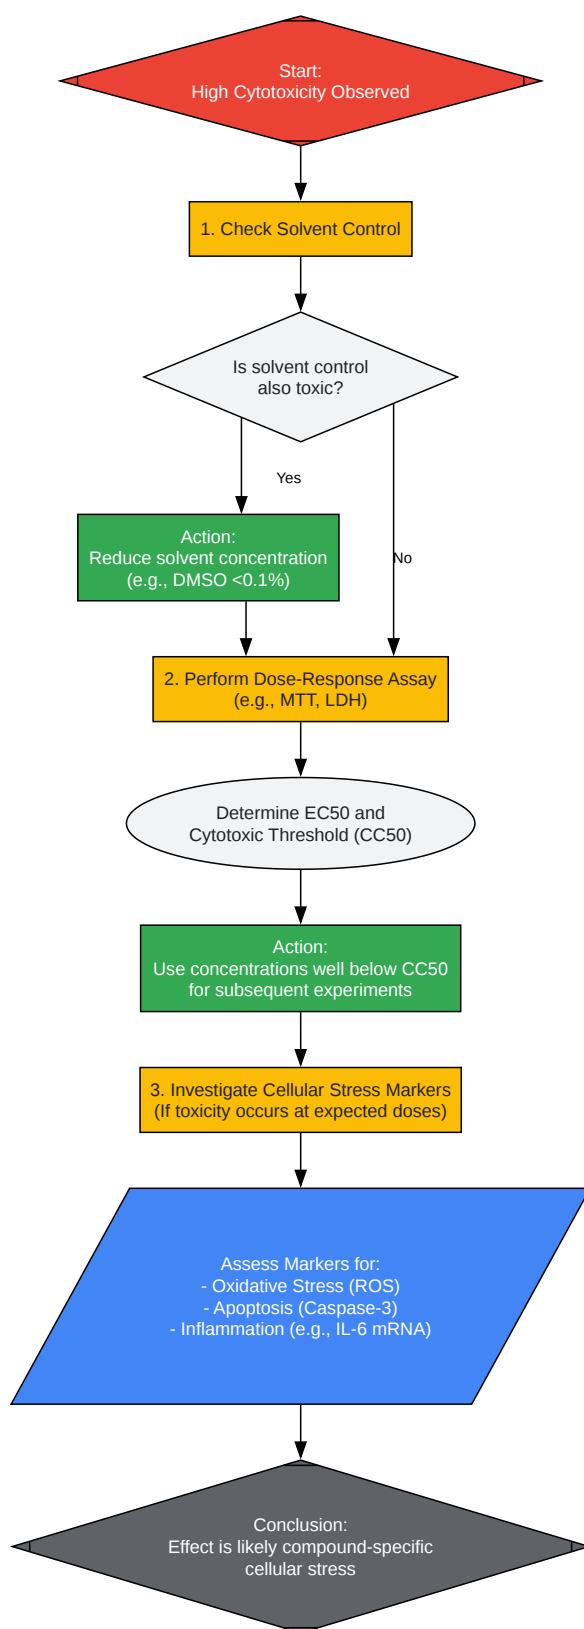 Start:
High Cytotoxicity Observed
1. Check Solvent Control
Is solvent control
also toxic?
Yes
Action:
Reduce solvent concentration
(e.g., DMSO <0.1%)
No
2. Perform Dose-Response Assay
(e.g., MTT, LDH)
Determine EC50 and
Cytotoxic Threshold (CC50)
Action:
Use concentrations well below CC50
for subsequent experiments
3. Investigate Cellular Stress Markers
(If toxicity occurs at expected doses)
Assess Markers for:
- Oxidative Stress (ROS)
- Apoptosis (Caspase-3)
- Inflammation (e.g., IL-6 mRNA)
Conclusion:
Effect is likely compound-specific
cellular stress